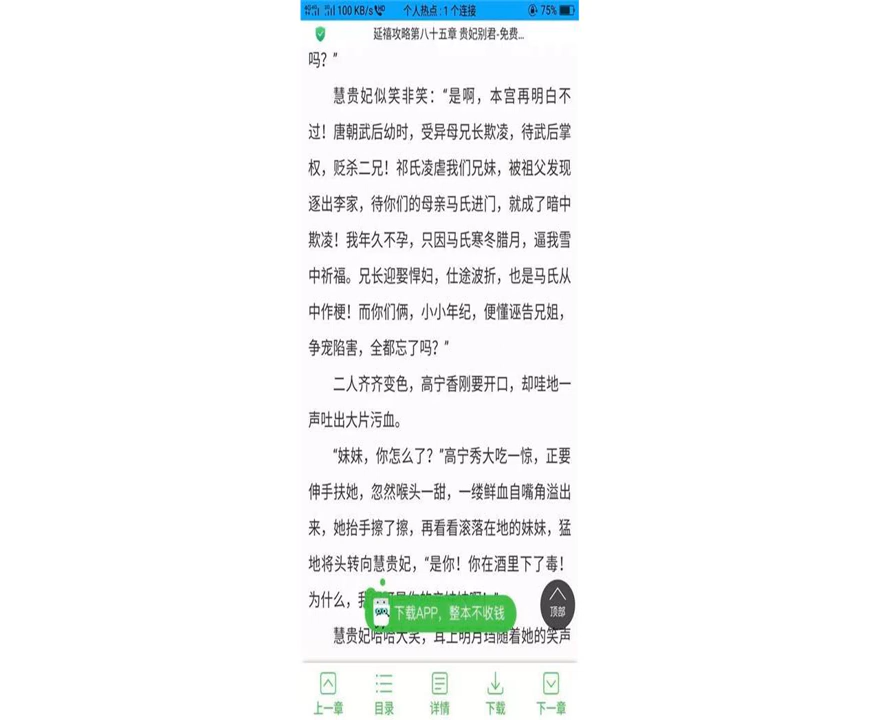 100 KB/s 个人热点:1 个连接 75%
延禧攻略第八十五章 贵妃别君-免费...
吗？”
慧贵妃似笑非笑：“是啊，本宫再明白不
过！唐朝武后幼时，受异母兄长欺凌，待武后掌
权，贬杀二兄！祁氏凌虐我们兄妹，被祖父发现
逐出李家，待你们的母亲马氏进门，就成了暗中
欺凌！我年久不孕，只因马氏寒冬腊月，逼我雪
中祈福。兄长迎娶悍妇，仕途波折，也是马氏从
中作梗！而你们俩，小小年纪，便懂诬告兄姐，
争宠陷害，全都忘了吗？”
二人齐齐变色，高宁香刚要开口，却哇地一
声吐出大片污血。
“妹妹，你怎么了？”高宁秀大吃一惊，正要
伸手扶她，忽然喉头一甜，一缕鲜血自嘴角溢出
来，她抬手擦了擦，再看看滚落在地的妹妹，猛
地将头转向慧贵妃，“是你！你在酒里下了毒！
为什么，我
下载APP，整本不收钱
顶部
慧贵妃哈哈大笑，耳上明月珰随着她的笑声
上一章 目录 详情 下载 下一章